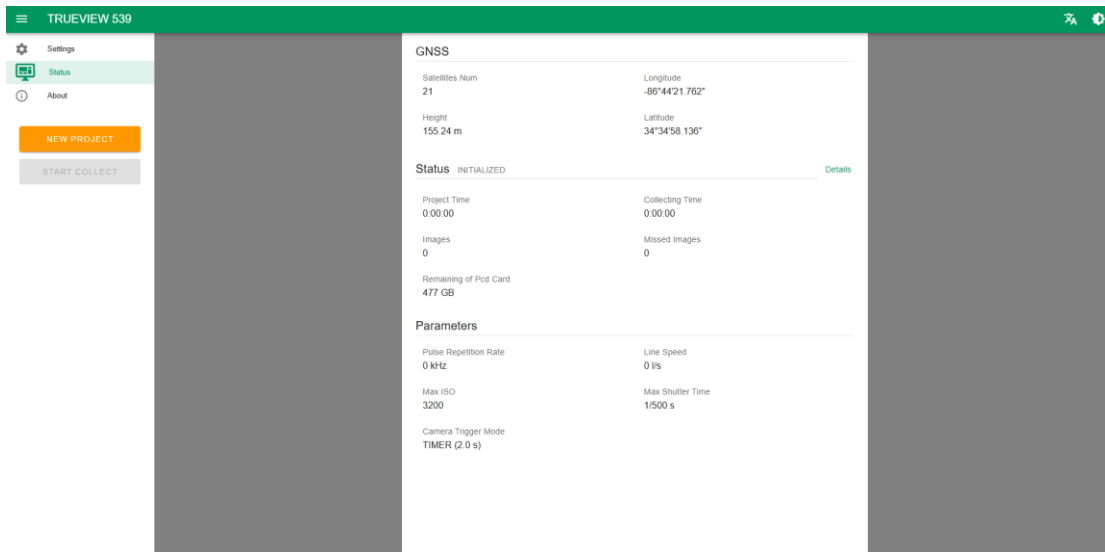 TRUEVIEW 539
Settings
Status
About
NEW PROJECT
START COLLECT
GNSS
Satellites Num
21
Longitude
-86°44'21.762"
Height
155.24 m
Latitude
34°34'58.136"
Status INITIALIZED
Details
Project Time
0:00:00
Collecting Time
0:00:00
Images
0
Missed Images
0
Remaining of Pcd Card
477 GB
Parameters
Pulse Repetition Rate
0 kHz
Line Speed
0 l/s
Max ISO
3200
Max Shutter Time
1/500 s
Camera Trigger Mode
TIMER (2.0 s)